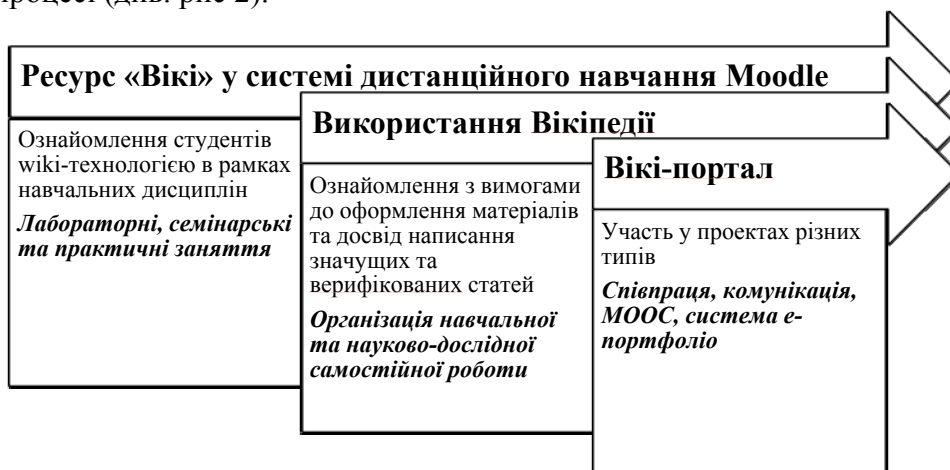 процесі (див. рис 2).
Ресурс «Вікі» у системі дистанційного навчання Moodle
Ознайомлення студентів
wiki-технологією в рамках
навчальних дисциплін
Лабораторні, семінарські
та практичні заняття
Використання Вікіпедії
Ознайомлення з вимогами
до оформлення матеріалів
та досвід написання
значущих та
верифікованих статей
Організація навчальної
та науково-дослідної
самостійної роботи
Вікі-портал
Участь у проектах різних
типів
Співпраця, комунікація,
МООС, система е-
портфоліо